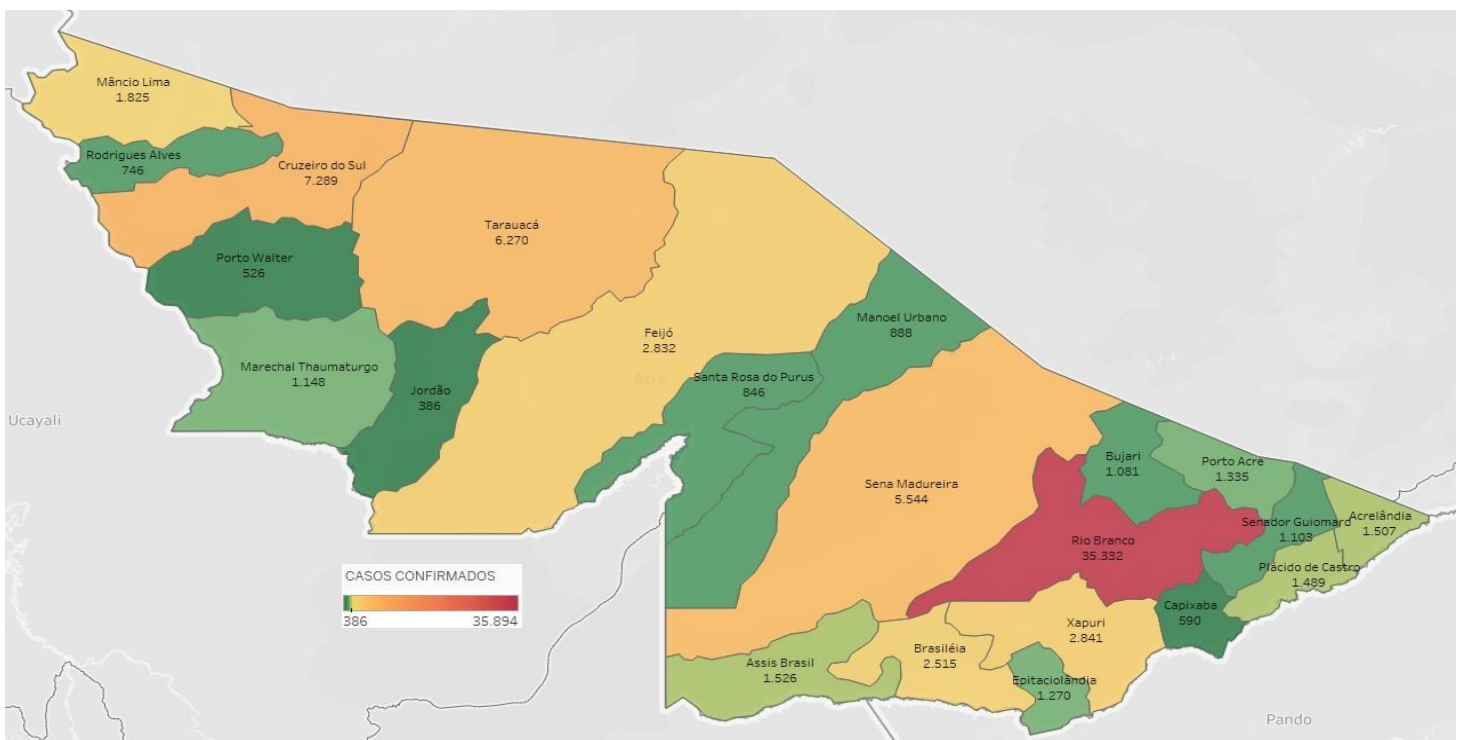 Mâncio Lima
1.825
Rodrigues Alves
746
Cruzeiro do Sul
7.289
Tarauacá
6.270
Porto Walter
526
Marechal Thaumaturgo
1.148
Jordão
386
Feijó
2.832
Acre
Manoel Urbano
888
Santa Rosa do Purus
846
Ucayali
Sena Madureira
5.544
Bujari
1.081
Porto Acre
1.335
Senador Guiomard
1.103
Acrelândia
1.507
Rio Branco
35.332
Plácido de Castro
1.489
Capixaba
590
Xapuri
2.841
Brasiléia
2.515
Assis Brasil
1.526
Epitaciolândia
1.270
Pando
CASOS CONFIRMADOS
386 35.894